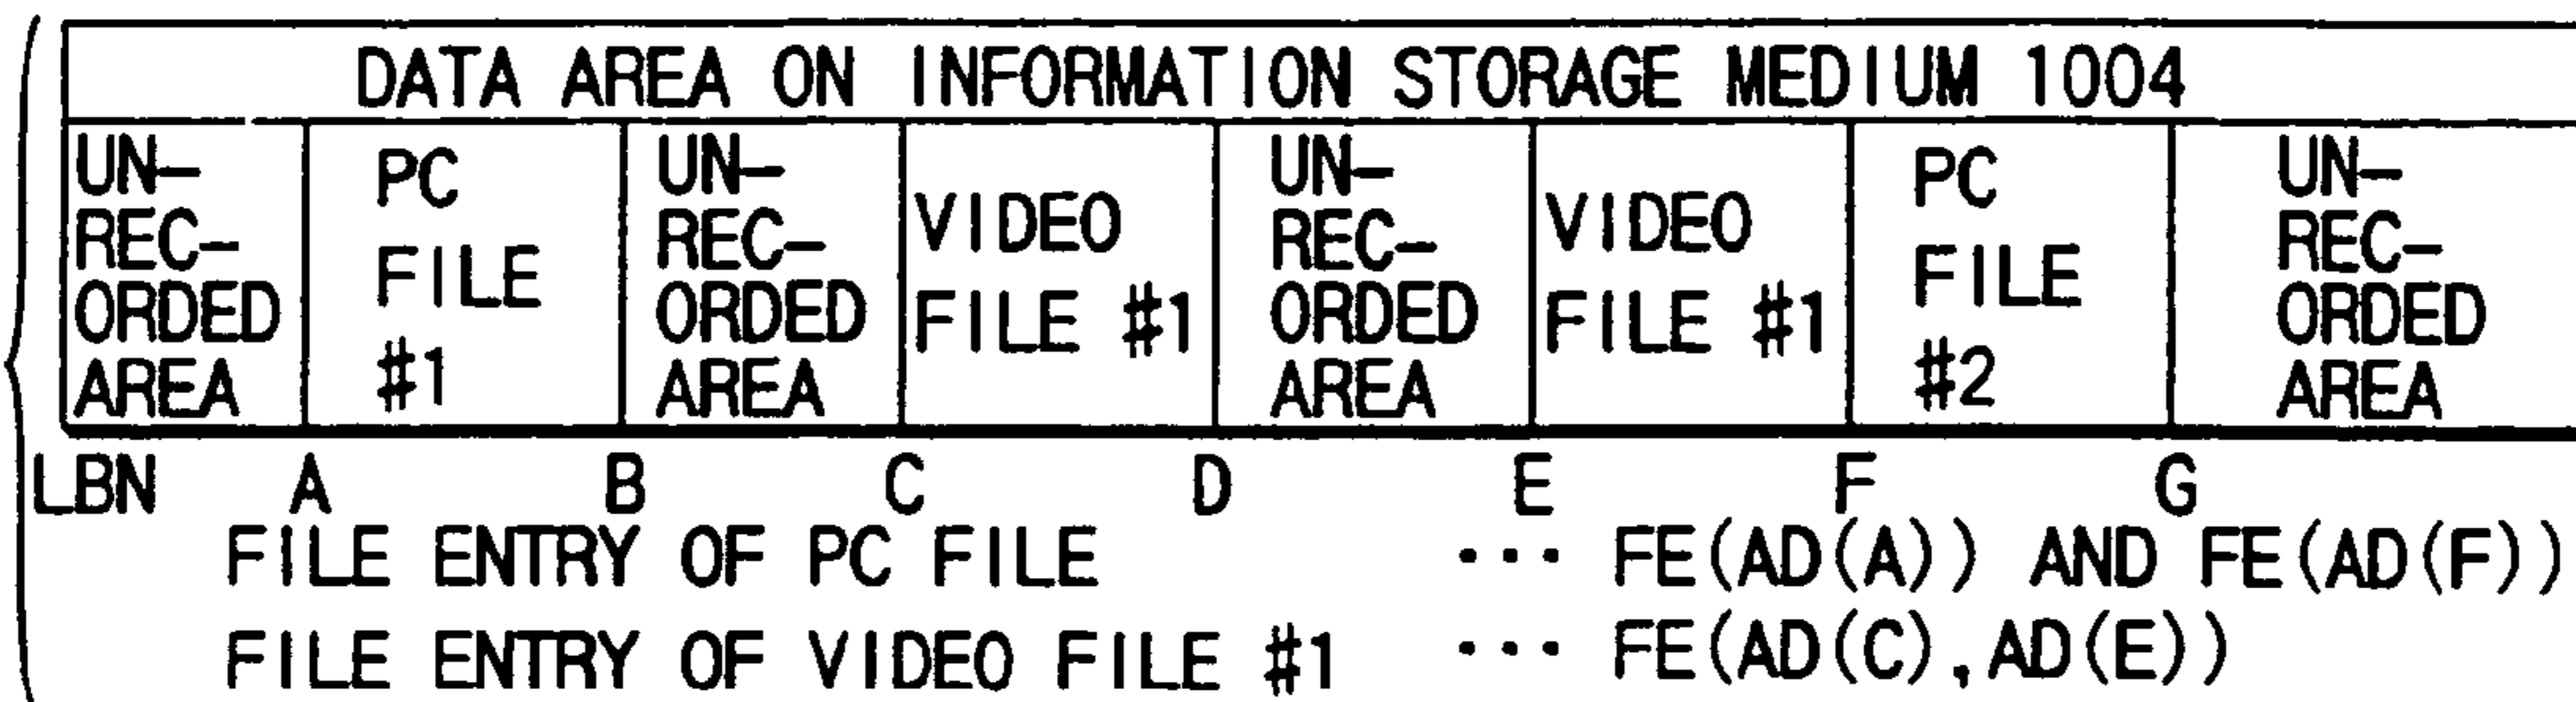 DATA AREA ON INFORMATION STORAGE MEDIUM 1004
UN-
REC-
ORDED
AREA
PC
FILE
#1
UN-
REC-
ORDED
AREA
VIDEO
FILE #1
UN-
REC-
ORDED
AREA
VIDEO
FILE #1
PC
FILE
#2
UN-
REC-
ORDED
AREA
LBN A B C D E F G
FILE ENTRY OF PC FILE ··· FE(AD(A)) AND FE(AD(F))
FILE ENTRY OF VIDEO FILE #1 ··· FE(AD(C),AD(E))